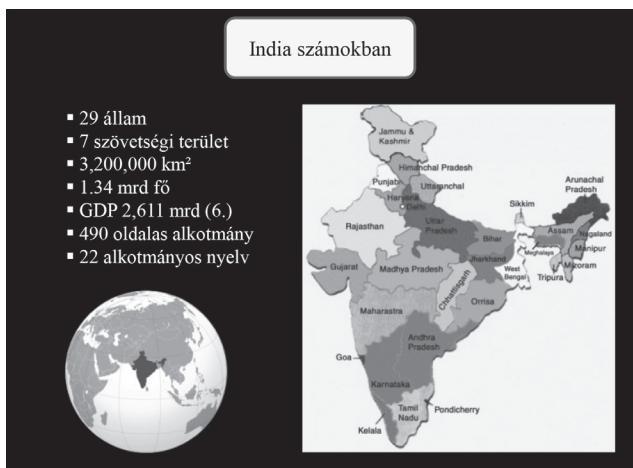 India számokban
▪ 29 állam
▪ 7 szövetségi terület
▪ 3,200,000 km²
▪ 1.34 mrd fő
▪ GDP 2,611 mrd (6.)
▪ 490 oldalas alkotmány
▪ 22 alkotmányos nyelv
Jammu &
Kashmir
Himanchal Pradesh
Punjab
Uttaranchal
Haryana
Delhi
Arunachal
Pradesh
Sikkim
Rajasthan
Uttar
Pradesh
Assam
Nagaland
Bihar
Meghalaya
Manipur
Jharkhand
Gujarat
Madhya Pradesh
West
Bengal
Tripura
Mizoram
Chhattisgarh
Orrisa
Maharastra
Andhra
Pradesh
Goa
Karnataka
Tamil
Nadu
Pondicherry
Kelala